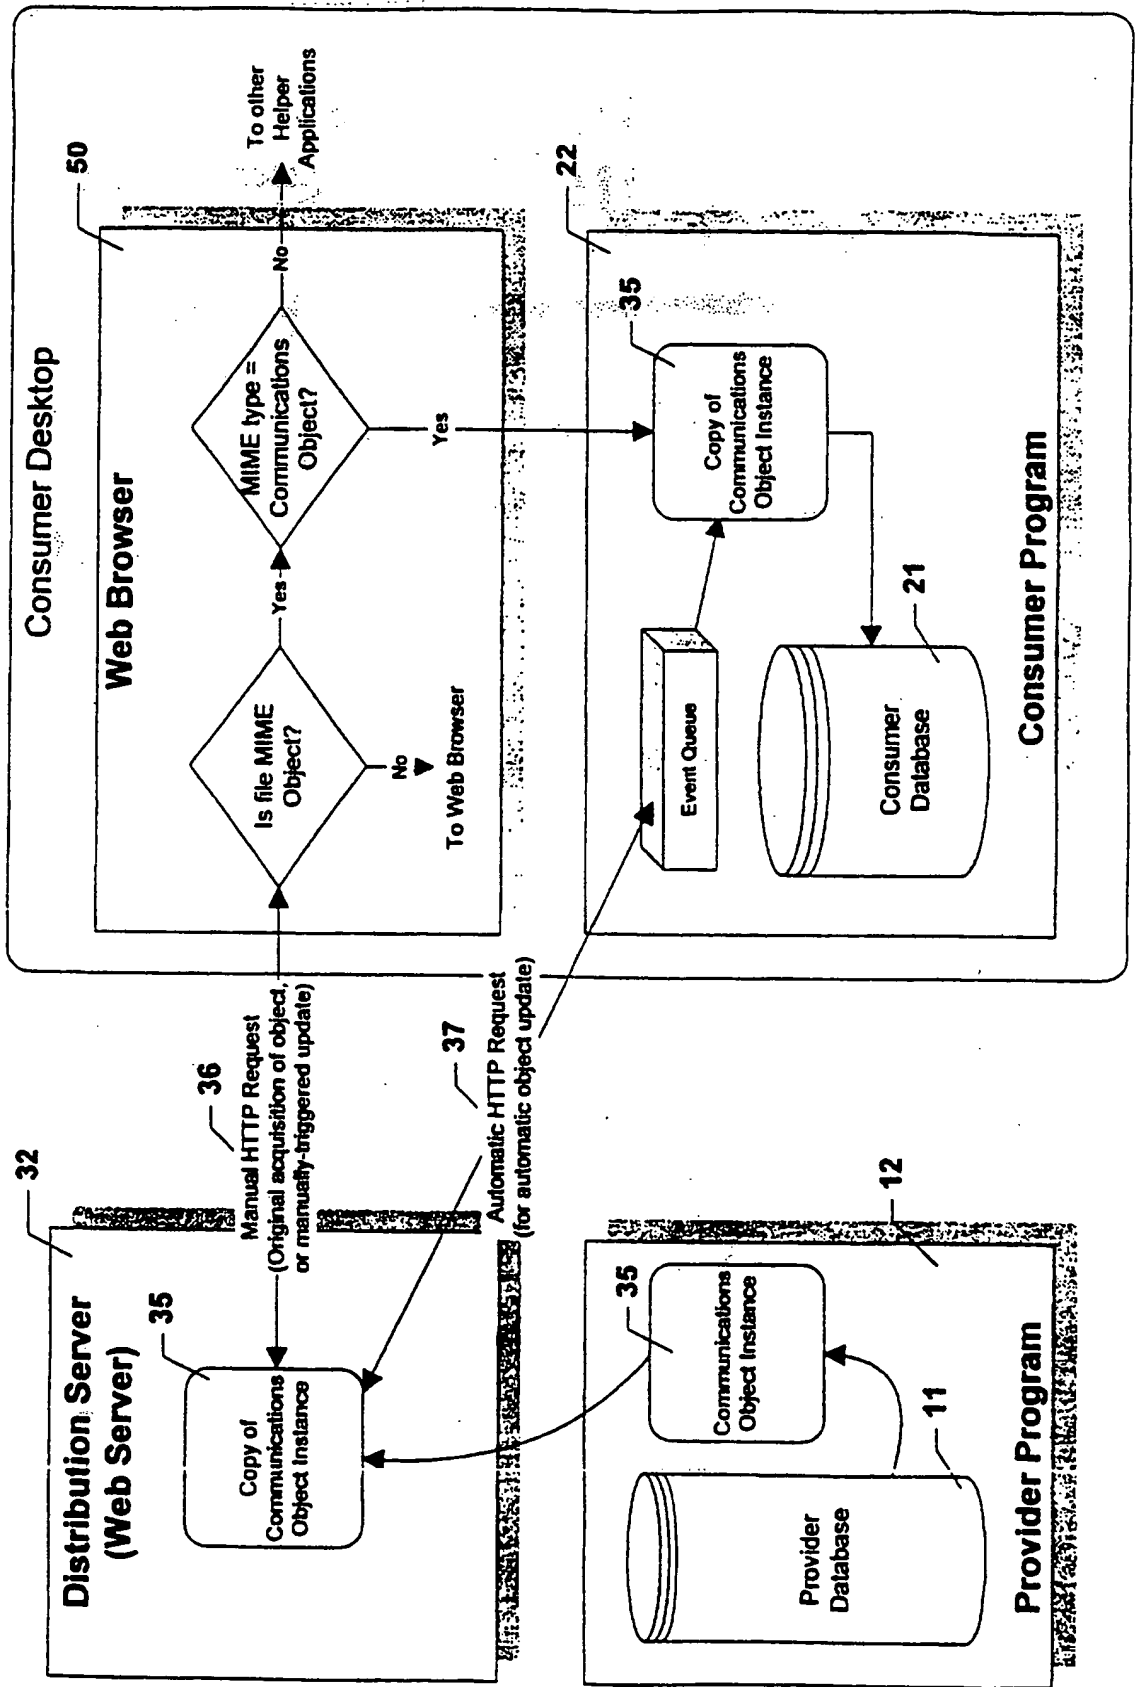 Consumer Desktop
Distribution Server
(Web Server)
32
35
Copy of
Communications
Object Instance
36
Manual HTTP Request
(Original acquisition of object,
or manually-triggered update)
37
Automatic HTTP Request
(for automatic object update)
Web Browser
50
Is file MIME
Object?
Yes
No
To Web Browser
MIME type =
Communications
Object?
No
Yes
To other
Helper
Applications
Provider Program
12
Provider
Database
11
35
Communications
Object Instance
Consumer Program
22
Event Queue
35
Copy of
Communications
Object Instance
Consumer
Database
21